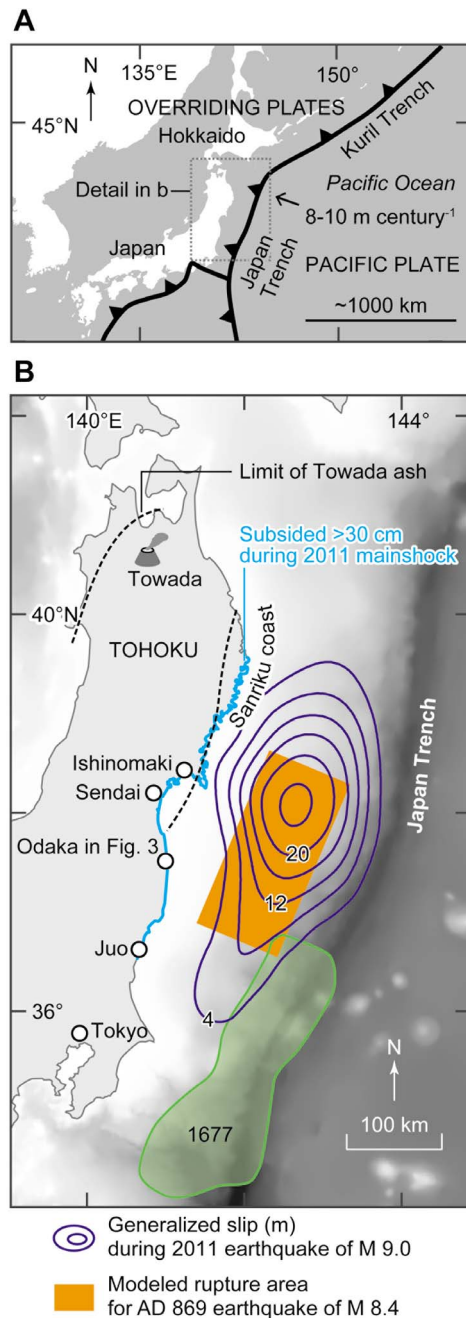 A
135°E
150°
N
OVERRIDING PLATES
45°N
Hokkaido
Kuril Trench
Detail in b
Pacific Ocean
8-10 m century⁻¹
Japan
Japan
Trench
PACIFIC PLATE
~1000 km
B
140°E
144°
Limit of Towada ash
Subsided >30 cm
during 2011 mainshock
Towada
40°N
TOHOKU
Sanriku coast
Japan Trench
Ishinomaki
Sendai
20
Odaka in Fig. 3
12
Juo
36°
4
Tokyo
N
100 km
1677
Generalized slip (m)
during 2011 earthquake of M 9.0
Modeled rupture area
for AD 869 earthquake of M 8.4